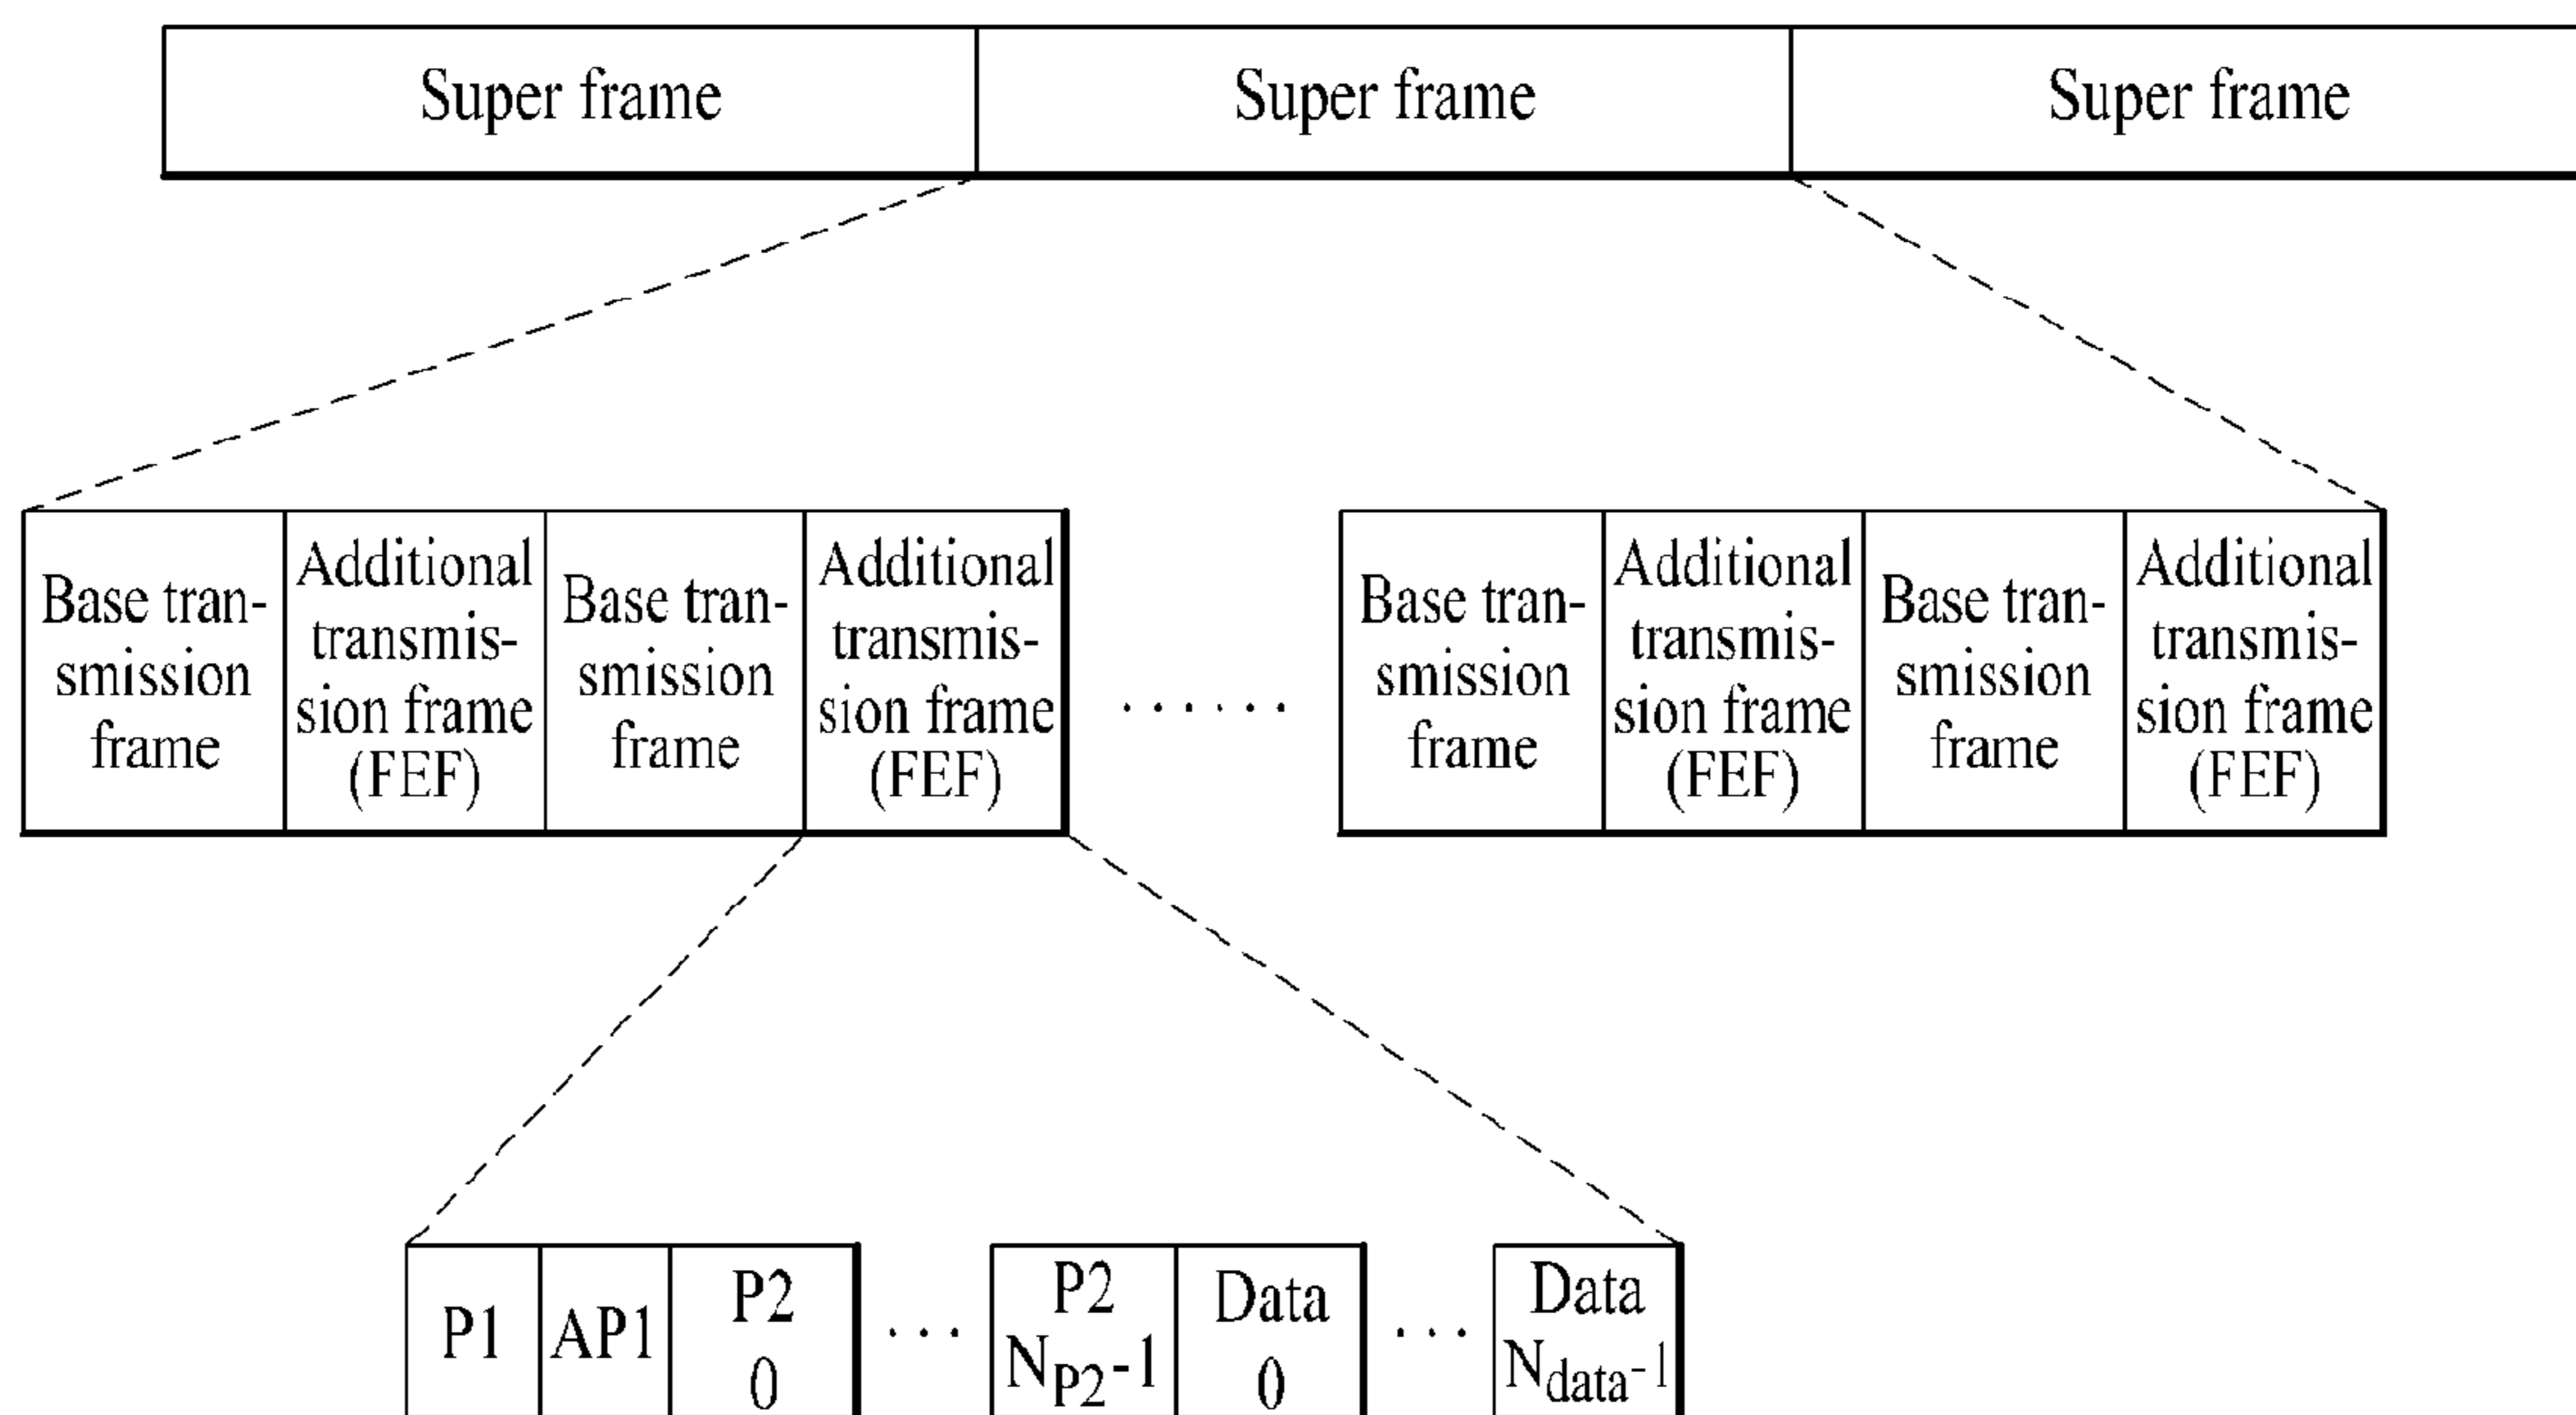 Super frame
Super frame
Super frame
Base tran-
smission
frame
Additional
transmis-
sion frame
(FEF)
Base tran-
smission
frame
Additional
transmis-
sion frame
(FEF)
......
Base tran-
smission
frame
Additional
transmis-
sion frame
(FEF)
Base tran-
smission
frame
Additional
transmis-
sion frame
(FEF)
P1
AP1
P2
0
...
P2
NP2-1
Data
0
...
Data
Ndata-1